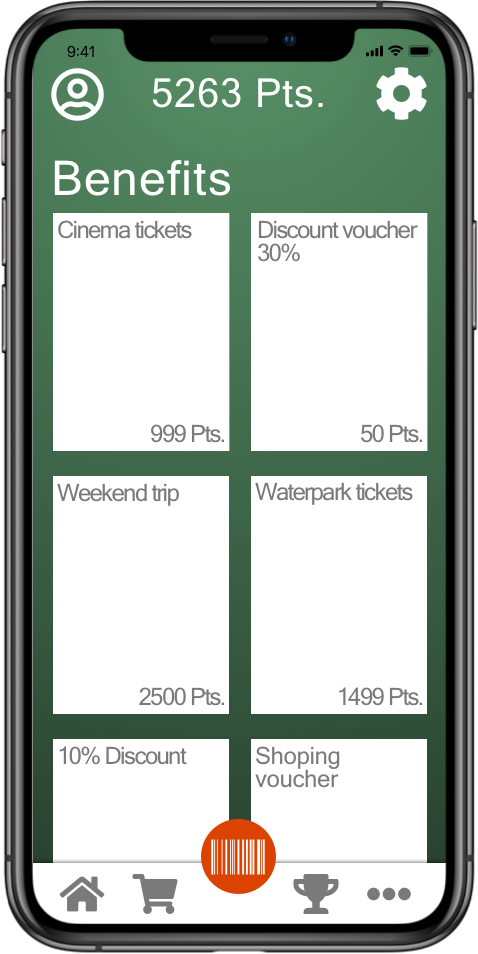 9:41
5263 Pts.
Benefits
Cinema tickets
999 Pts.
Discount voucher
30%
50 Pts.
Weekend trip
2500 Pts.
Waterpark tickets
1499 Pts.
10% Discount
Shoping
voucher